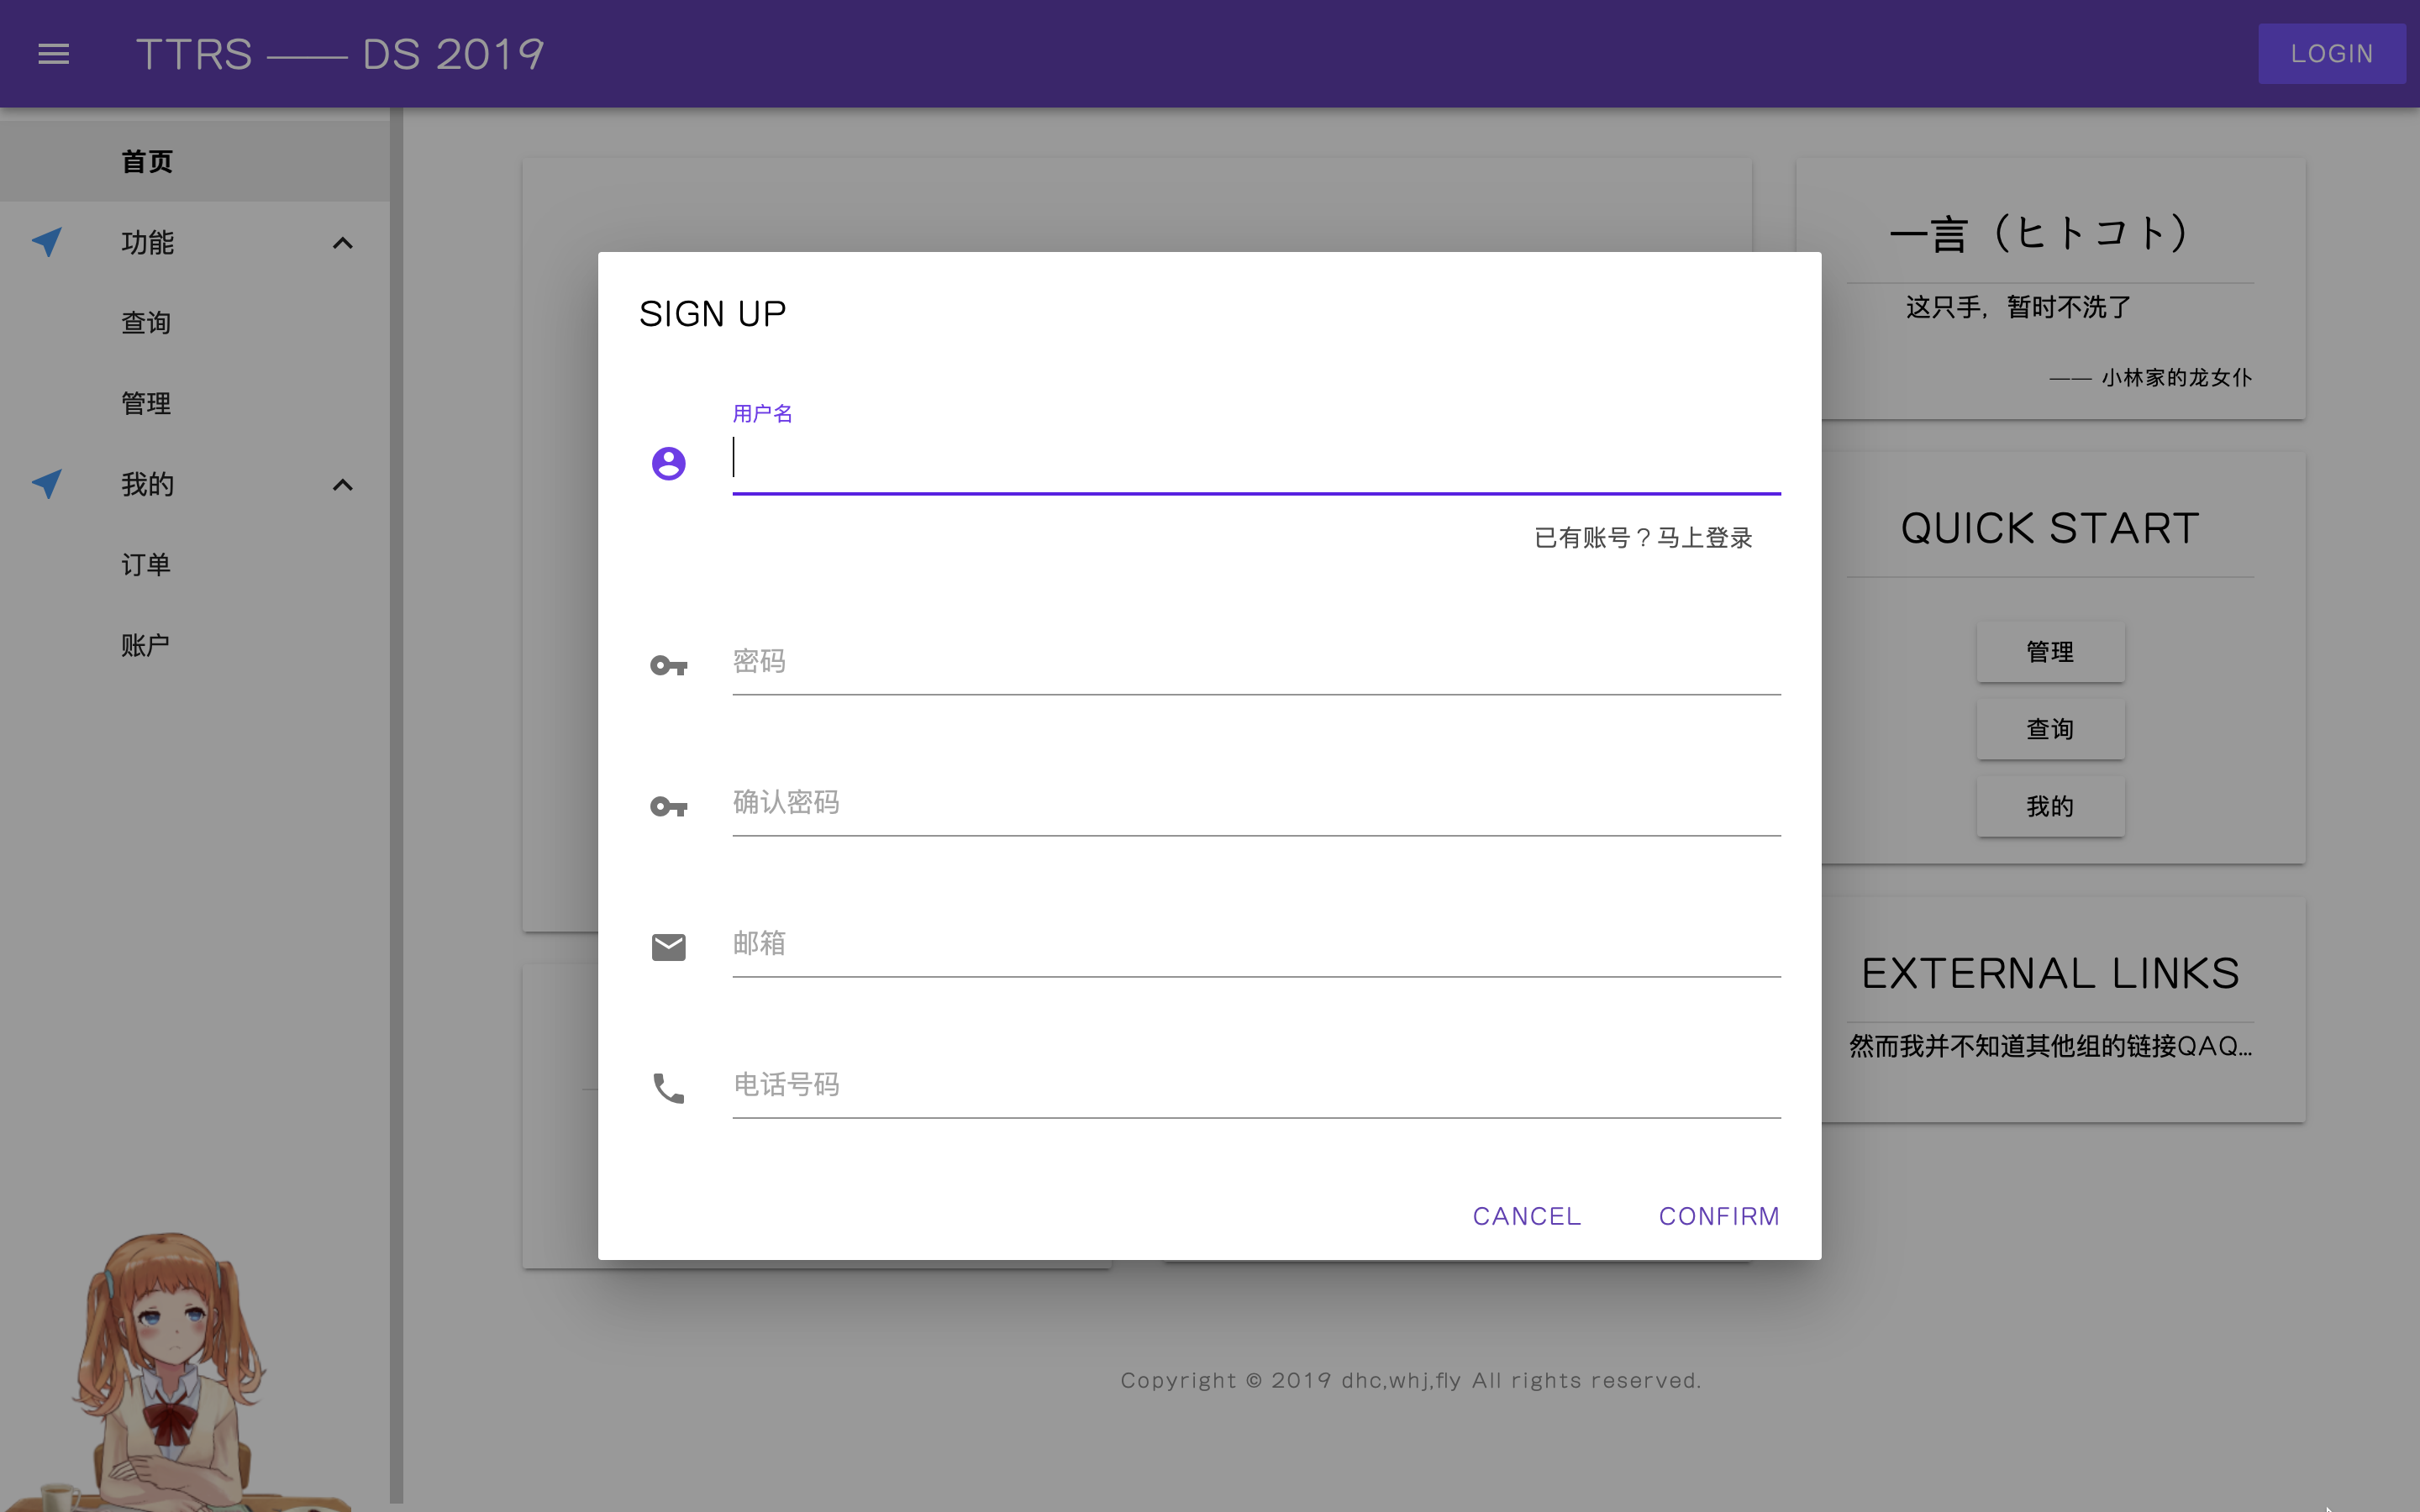 TTRS —— DS 2019
LOGIN
首页
功能
查询
管理
我的
订单
账户
SIGN UP
用户名
已有账号？马上登录
密码
确认密码
邮箱
电话号码
CANCEL
CONFIRM
一言（ヒトコト）
这只手，暂时不洗了
—— 小林家的龙女仆
QUICK START
管理
查询
我的
EXTERNAL LINKS
然而我并不知道其他组的链接QAQ...
Copyright © 2019 dhc,whj,fly All rights reserved.